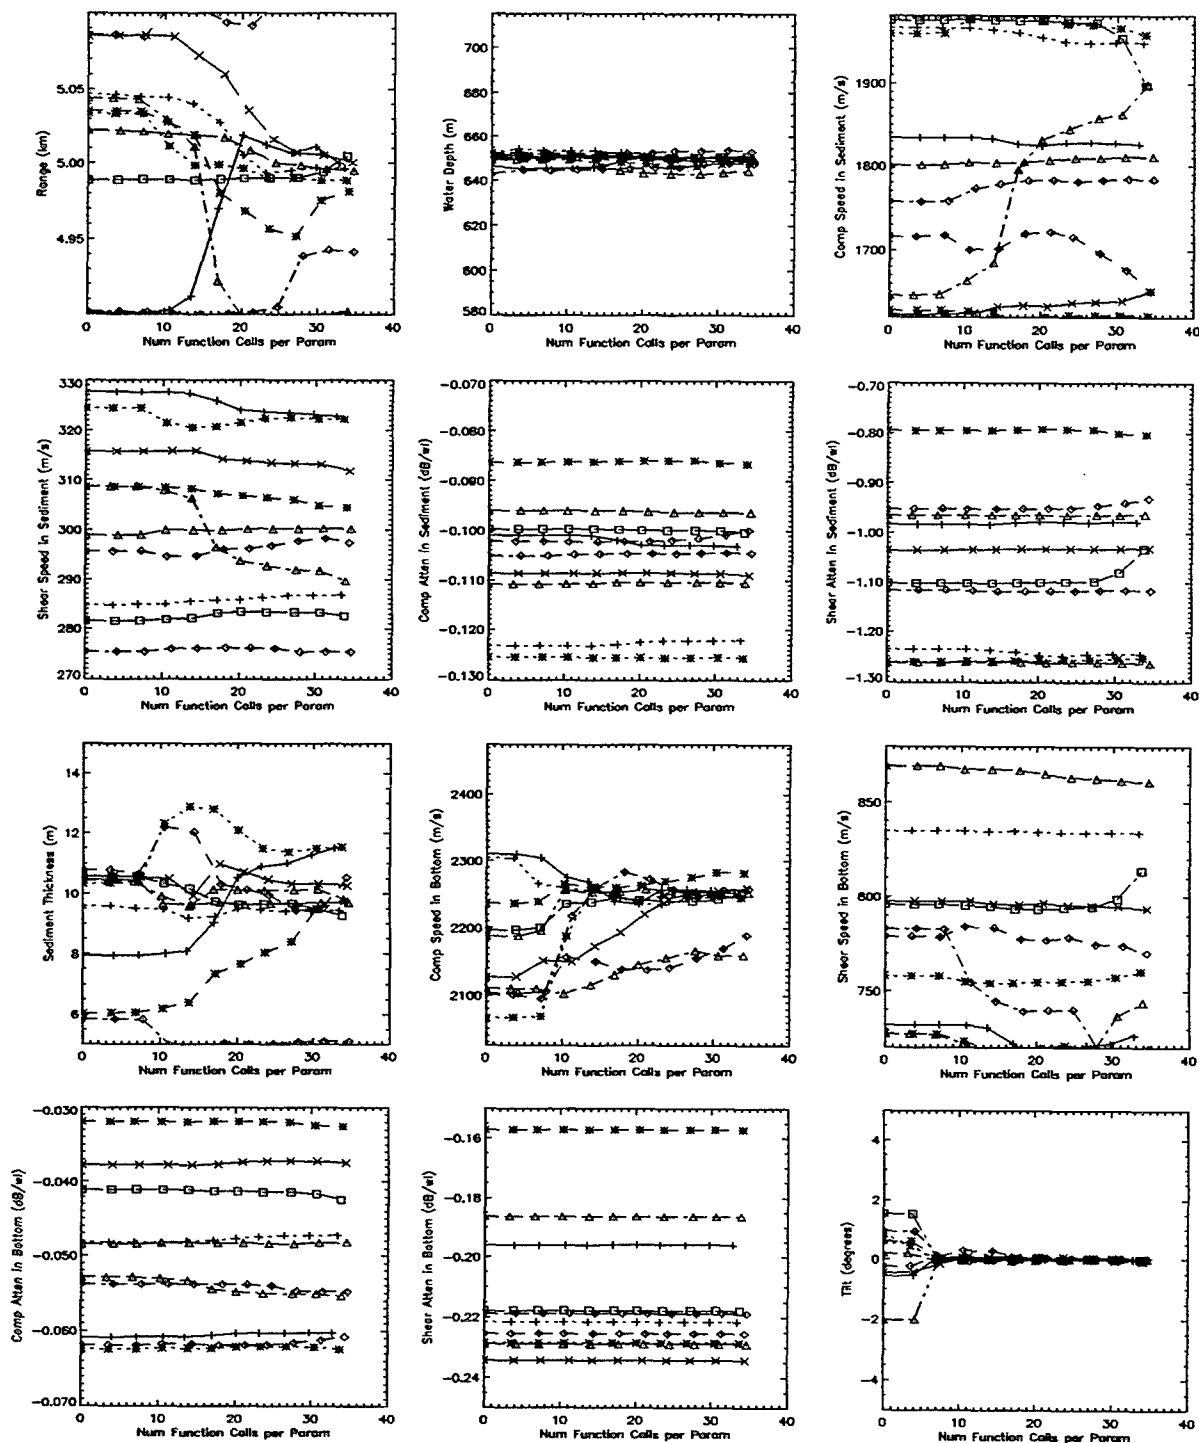 Range (km)
5.05
5.00
4.95
0 10 20 30 40
Num Function Calls per Param
Water Depth (m)
700
680
660
640
620
600
580
0 10 20 30 40
Num Function Calls per Param
Comp Speed in Sediment (m/s)
1900
1800
1700
0 10 20 30 40
Num Function Calls per Param
Shear Speed in Sediment (m/s)
330
320
310
300
290
280
270
0 10 20 30 40
Num Function Calls per Param
Comp Atten in Sediment (dB/wl)
-0.070
-0.080
-0.090
-0.100
-0.110
-0.120
-0.130
0 10 20 30 40
Num Function Calls per Param
Shear Atten in Sediment (dB/wl)
-0.70
-0.80
-0.90
-1.00
-1.10
-1.20
-1.30
0 10 20 30 40
Num Function Calls per Param
Sediment Thickness (m)
14
12
10
8
6
0 10 20 30 40
Num Function Calls per Param
Comp Speed in Bottom (m/s)
2400
2300
2200
2100
0 10 20 30 40
Num Function Calls per Param
Shear Speed in Bottom (m/s)
850
800
750
0 10 20 30 40
Num Function Calls per Param
Comp Atten in Bottom (dB/wl)
-0.030
-0.040
-0.050
-0.060
-0.070
0 10 20 30 40
Num Function Calls per Param
Shear Atten in Bottom (dB/wl)
-0.16
-0.18
-0.20
-0.22
-0.24
0 10 20 30 40
Num Function Calls per Param
Tilt (degrees)
4
2
0
-2
-4
0 10 20 30 40
Num Function Calls per Param